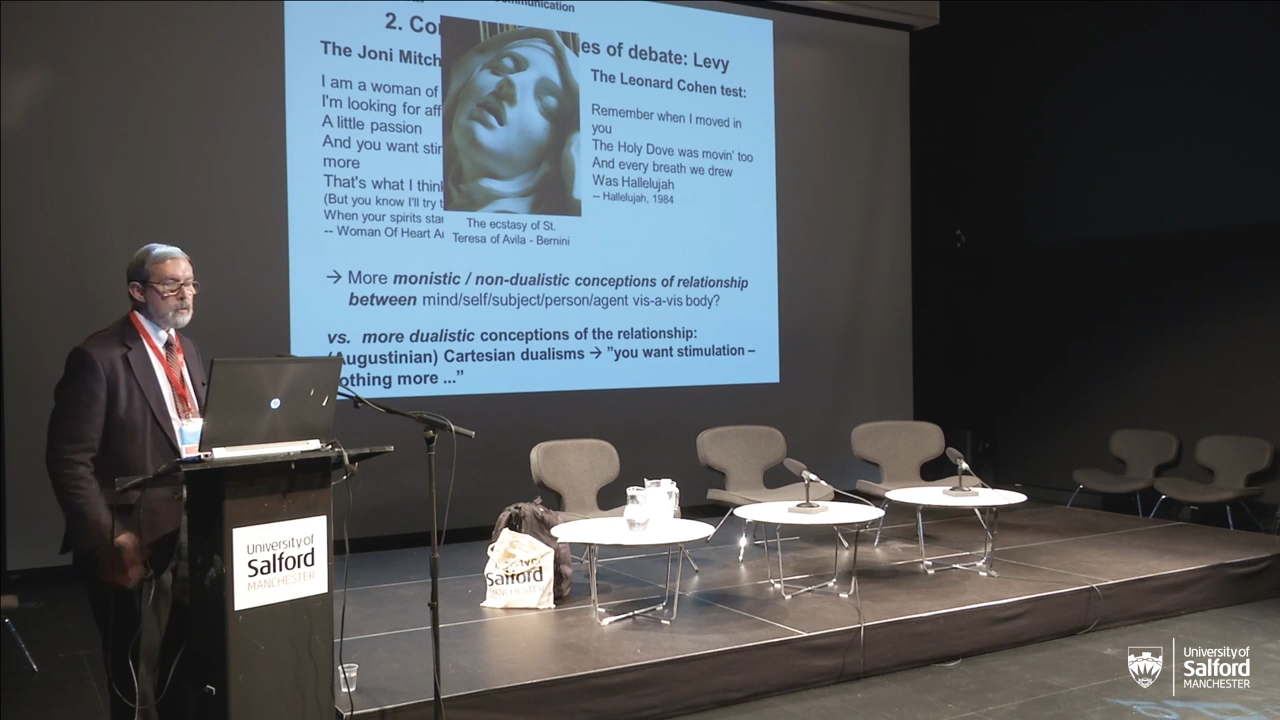 ommunication
2. Co
es of debate: Levy
The Joni Mitch
I am a woman of
I'm looking for aff
A little passion
And you want stir
more
That's what I think
(But you know I'll try t
When your spirits sta
-- Woman Of Heart A
The ecstasy of St.
Teresa of Avila - Bernini
The Leonard Cohen test:
Remember when I moved in
you
The Holy Dove was movin' too
And every breath we drew
Was Hallelujah
-- Hallelujah, 1984
→ More monistic / non-dualistic conceptions of relationship
between mind/self/subject/person/agent vis-a-vis body?
vs. more dualistic conceptions of the relationship:
(Augustinian) Cartesian dualisms → "you want stimulation –
othing more ..."
University of
Salford
MANCHESTER
Salford
MANCHESTER
University of
Salford
MANCHESTER